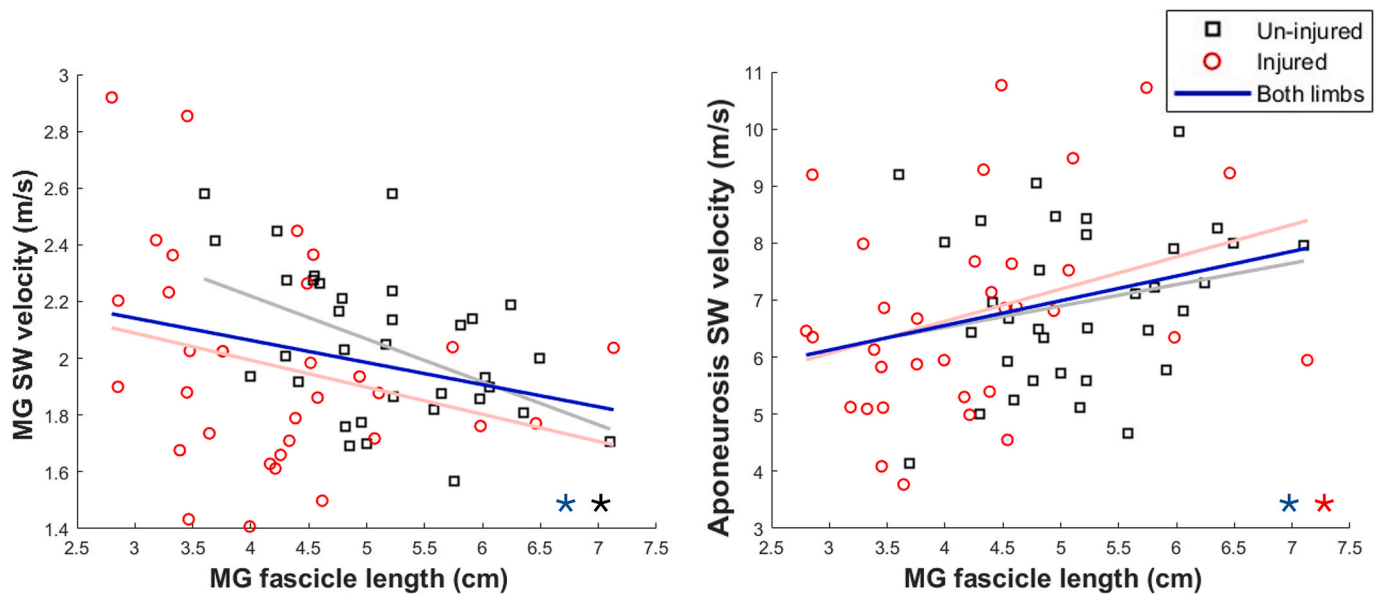 Un-injured
Injured
Both limbs
MG SW velocity (m/s)
3
2.8
2.6
2.4
2.2
2
1.8
1.6
1.4
2.5 3 3.5 4 4.5 5 5.5 6 6.5 7 7.5
MG fascicle length (cm)
Aponeurosis SW velocity (m/s)
11
10
9
8
7
6
5
4
3
2.5 3 3.5 4 4.5 5 5.5 6 6.5 7 7.5
MG fascicle length (cm)